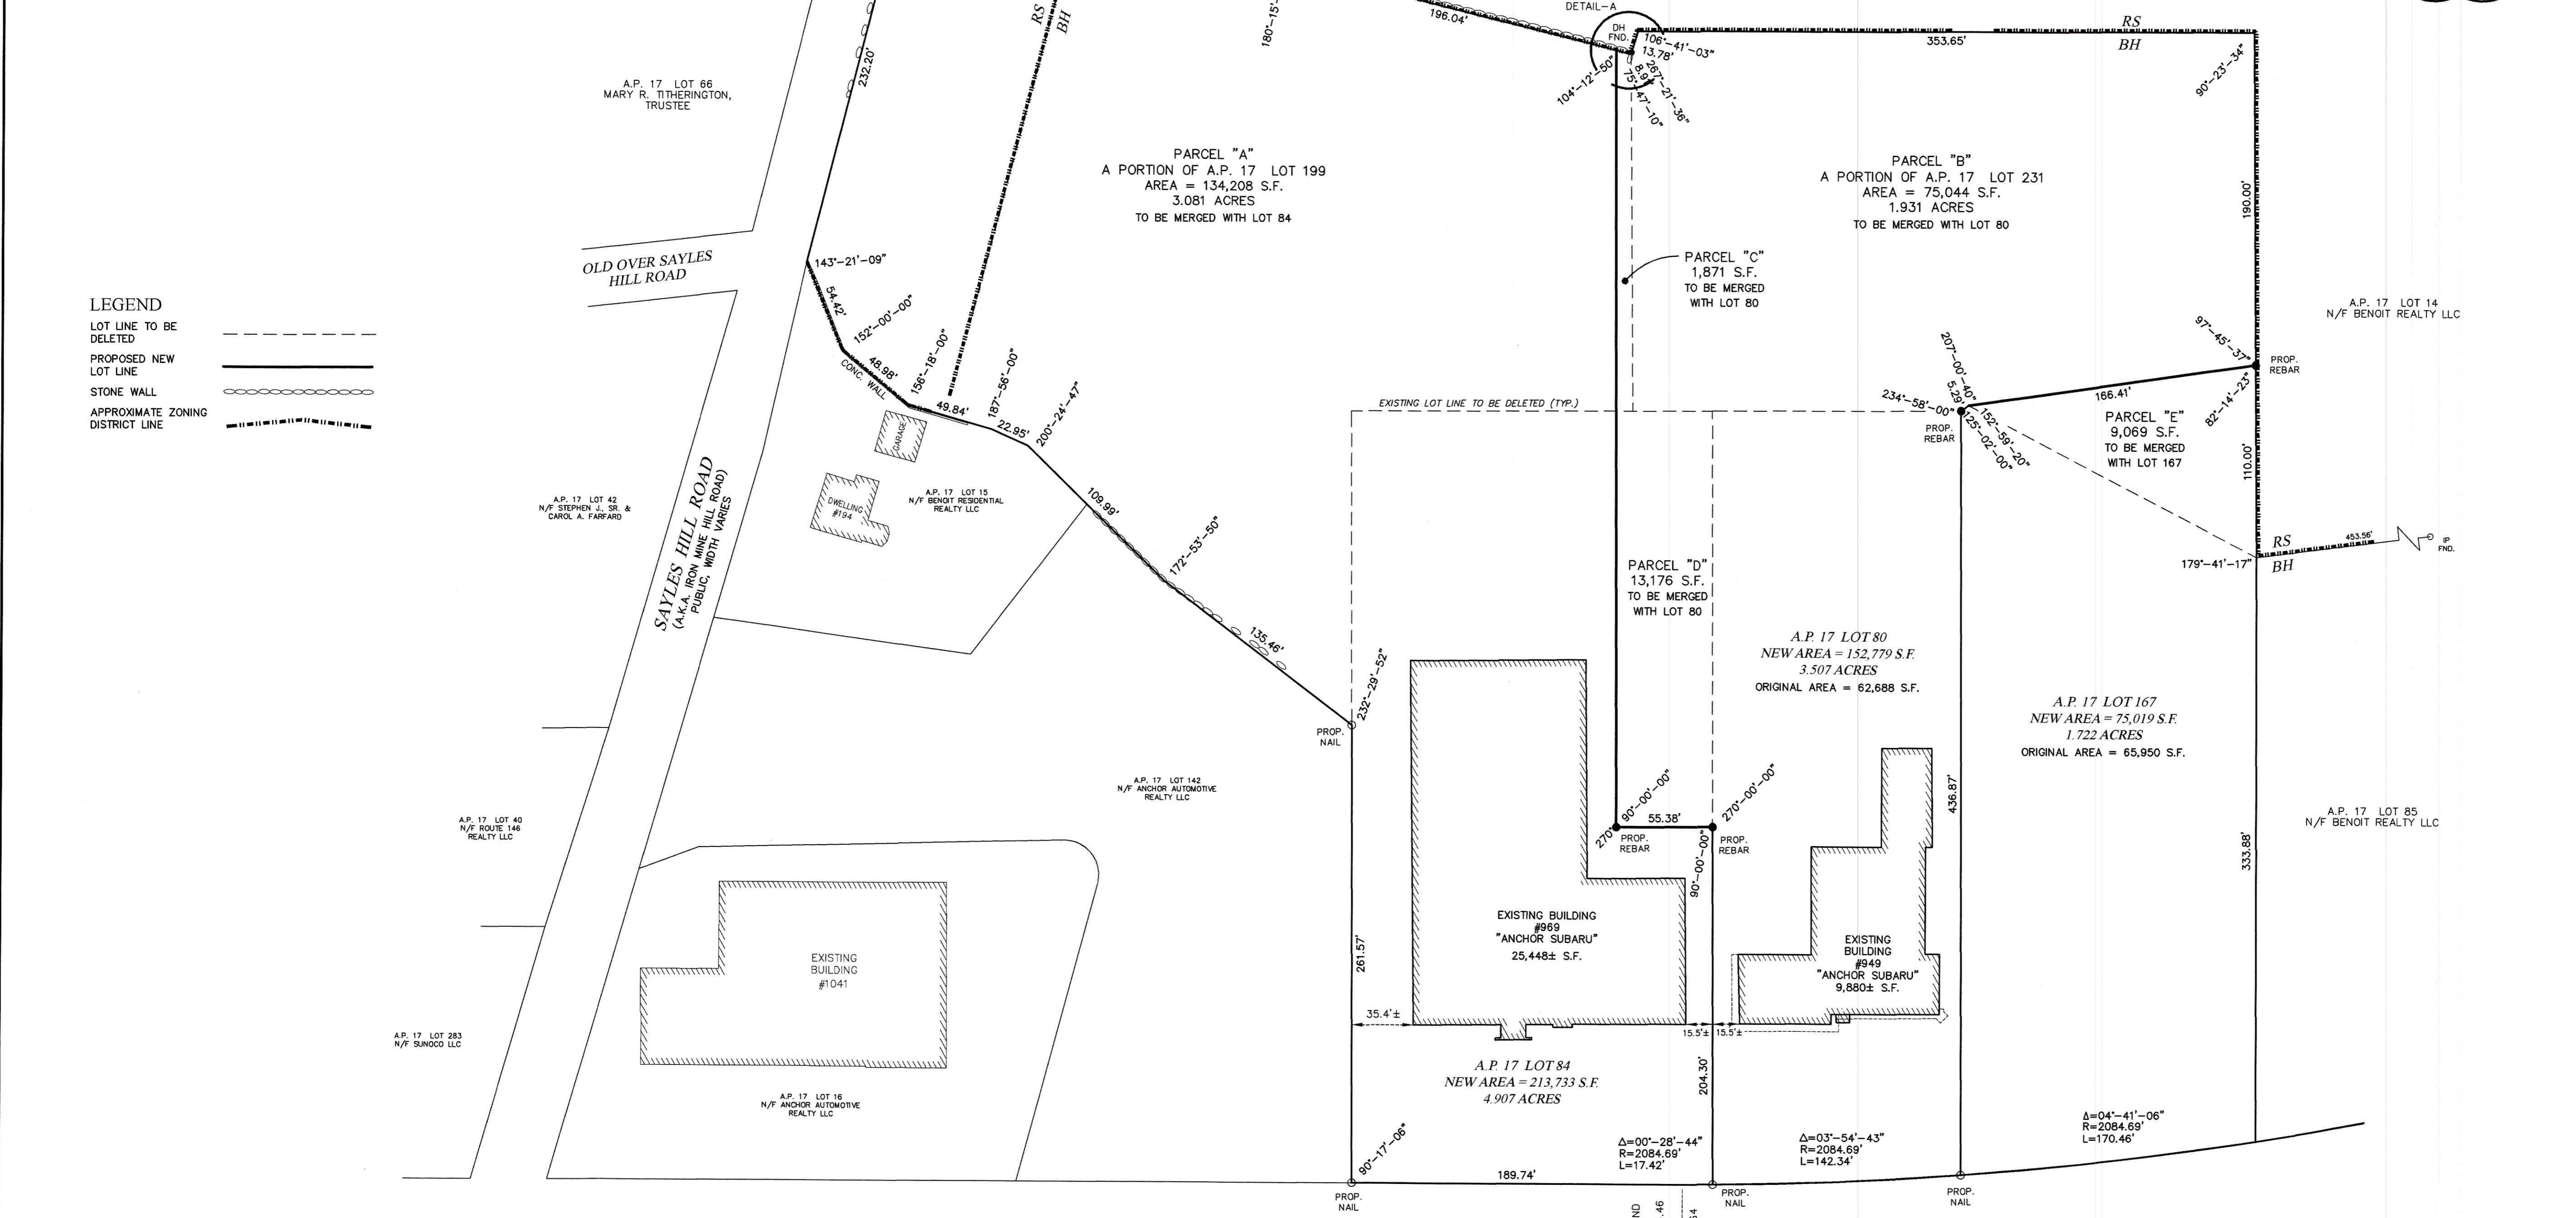 DETAIL-A
196.04'
DH
FND.
106°-41'-03"
13.78'
353.65'
RS
BH
RS
BH
180°-15'-
232.20'
A.P. 17 LOT 66
MARY R. TITHERINGTON,
TRUSTEE
104°-12'-50"
267°-21'-36"
75°-47'-10"
90°-23'-34"
PARCEL "A"
A PORTION OF A.P. 17 LOT 199
AREA = 134,208 S.F.
3.081 ACRES
TO BE MERGED WITH LOT 84
PARCEL "B"
A PORTION OF A.P. 17 LOT 231
AREA = 75,044 S.F.
1.931 ACRES
TO BE MERGED WITH LOT 80
190.00'
PARCEL "C"
1,871 S.F.
TO BE MERGED
WITH LOT 80
OLD OVER SAYLES
HILL ROAD
143°-21'-09"
54.42'
152°-00'-00"
48.98'
CONC. WALL
156°-18'-00"
49.84'
187°-56'-00"
22.95'
200°-24'-47"
LEGEND
LOT LINE TO BE
DELETED
PROPOSED NEW
LOT LINE
STONE WALL
APPROXIMATE ZONING
DISTRICT LINE
A.P. 17 LOT 14
N/F BENOIT REALTY LLC
97°-45'-37"
PROP.
REBAR
207°-00'-40"
5.29'
234°-58'-00"
152°-59'-20"
125°-02'-00"
PROP.
REBAR
166.41'
82°-14'-23"
PARCEL "E"
9,069 S.F.
TO BE MERGED
WITH LOT 167
110.00'
EXISTING LOT LINE TO BE DELETED (TYP.)
GARAGE
DWELLING
#194
A.P. 17 LOT 15
N/F BENOIT RESIDENTIAL
REALTY LLC
A.P. 17 LOT 42
N/F STEPHEN J., SR. &
CAROL A. FARFARD
SAYLES HILL ROAD
(A.K.A. IRON MINE HILL ROAD)
PUBLIC, WIDTH VARIES
109.99'
172°-53'-50"
135.46'
232°-29'-52"
PROP.
NAIL
RS
BH
453.56'
IP
FND.
179°-41'-17"
PARCEL "D"
13,176 S.F.
TO BE MERGED
WITH LOT 80
A.P. 17 LOT 80
NEW AREA = 152,779 S.F.
3.507 ACRES
ORIGINAL AREA = 62,688 S.F.
A.P. 17 LOT 167
NEW AREA = 75,019 S.F.
1.722 ACRES
ORIGINAL AREA = 65,950 S.F.
A.P. 17 LOT 142
N/F ANCHOR AUTOMOTIVE
REALTY LLC
A.P. 17 LOT 40
N/F ROUTE 146
REALTY LLC
A.P. 17 LOT 85
N/F BENOIT REALTY LLC
90°-00'-00"
270°-00'-00"
55.38'
270°
PROP.
REBAR
PROP.
REBAR
90°-00'-00"
436.87'
333.88'
EXISTING BUILDING
#969
"ANCHOR SUBARU"
25,448± S.F.
EXISTING
BUILDING
#949
"ANCHOR SUBARU"
9,880± S.F.
EXISTING
BUILDING
#1041
261.57'
35.4'±
15.5'±
15.5'±
A.P. 17 LOT 283
N/F SUNOCO LLC
A.P. 17 LOT 16
N/F ANCHOR AUTOMOTIVE
REALTY LLC
A.P. 17 LOT 84
NEW AREA = 213,733 S.F.
4.907 ACRES
204.30'
90°-17'-06"
Δ=00°-28'-44"
R=2084.69'
L=17.42'
Δ=03°-54'-43"
R=2084.69'
L=142.34'
Δ=04°-41'-06"
R=2084.69'
L=170.46'
189.74'
PROP.
NAIL
PROP.
NAIL
PROP.
NAIL